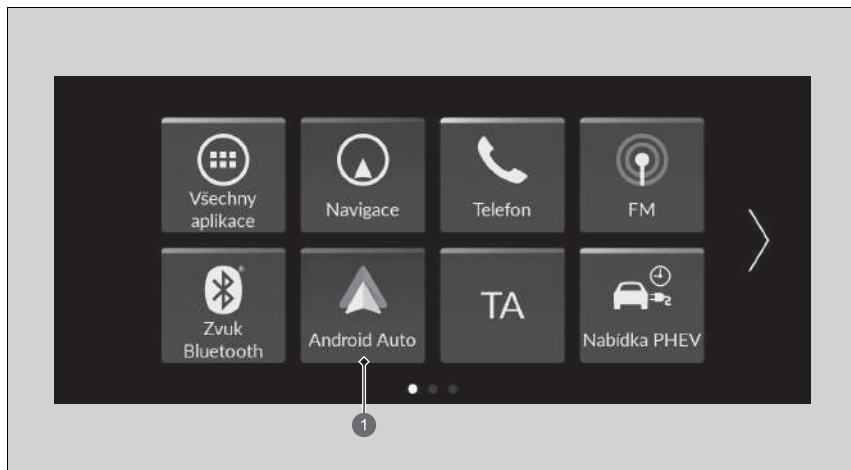 Všechny
aplikace
Navigace
Telefon
FM
Zvuk
Bluetooth
Android Auto
TA
Nabídka PHEV
1